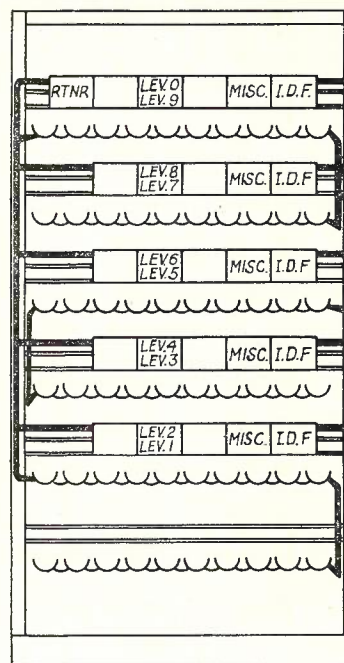 RTNR LEV.0 MISC. I.D.F.
LEV.9
LEV.8 MISC. I.D.F
LEV.7
LEV.6 MISC. I.D.F
LEV.5
LEV.4 MISC. I.D.F.
LEV.3
LEV.2 MISC. I.D.F
LEV.1